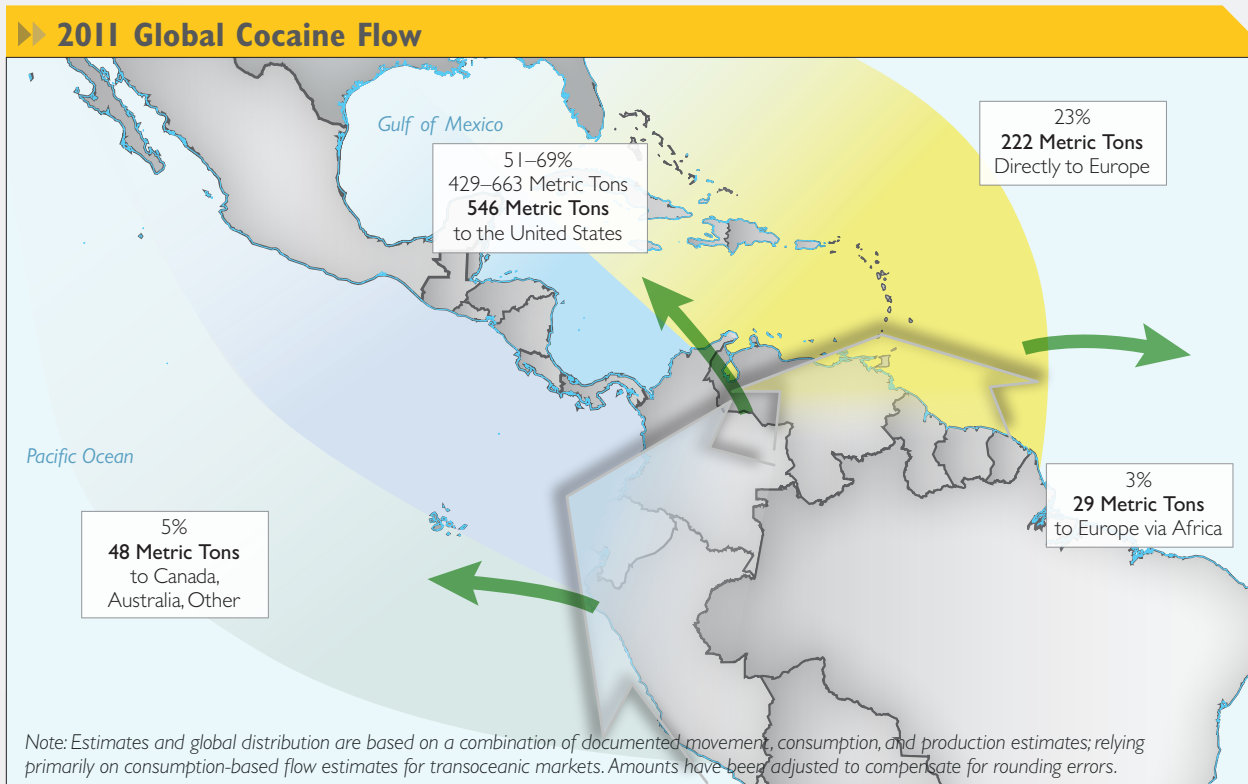 2011 Global Cocaine Flow
Gulf of Mexico
23%
222 Metric Tons
Directly to Europe
51–69%
429–663 Metric Tons
546 Metric Tons
to the United States
Pacific Ocean
3%
29 Metric Tons
to Europe via Africa
5%
48 Metric Tons
to Canada,
Australia, Other
Note: Estimates and global distribution are based on a combination of documented movement, consumption, and production estimates; relying
primarily on consumption-based flow estimates for transoceanic markets. Amounts have been adjusted to compensate for rounding errors.